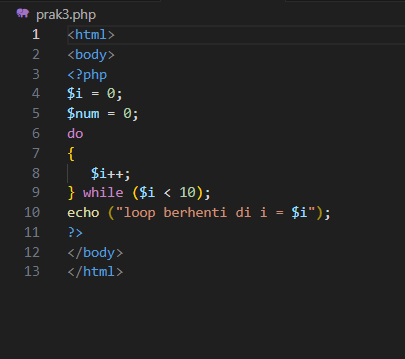 prak3.php
1 <html>
2 <body>
3 <?php
4 $i = 0;
5 $num = 0;
6 do
7 {
8 $i++;
9 } while ($i < 10);
10 echo ("loop berhenti di i = $i");
11 ?>
12 </body>
13 </html>